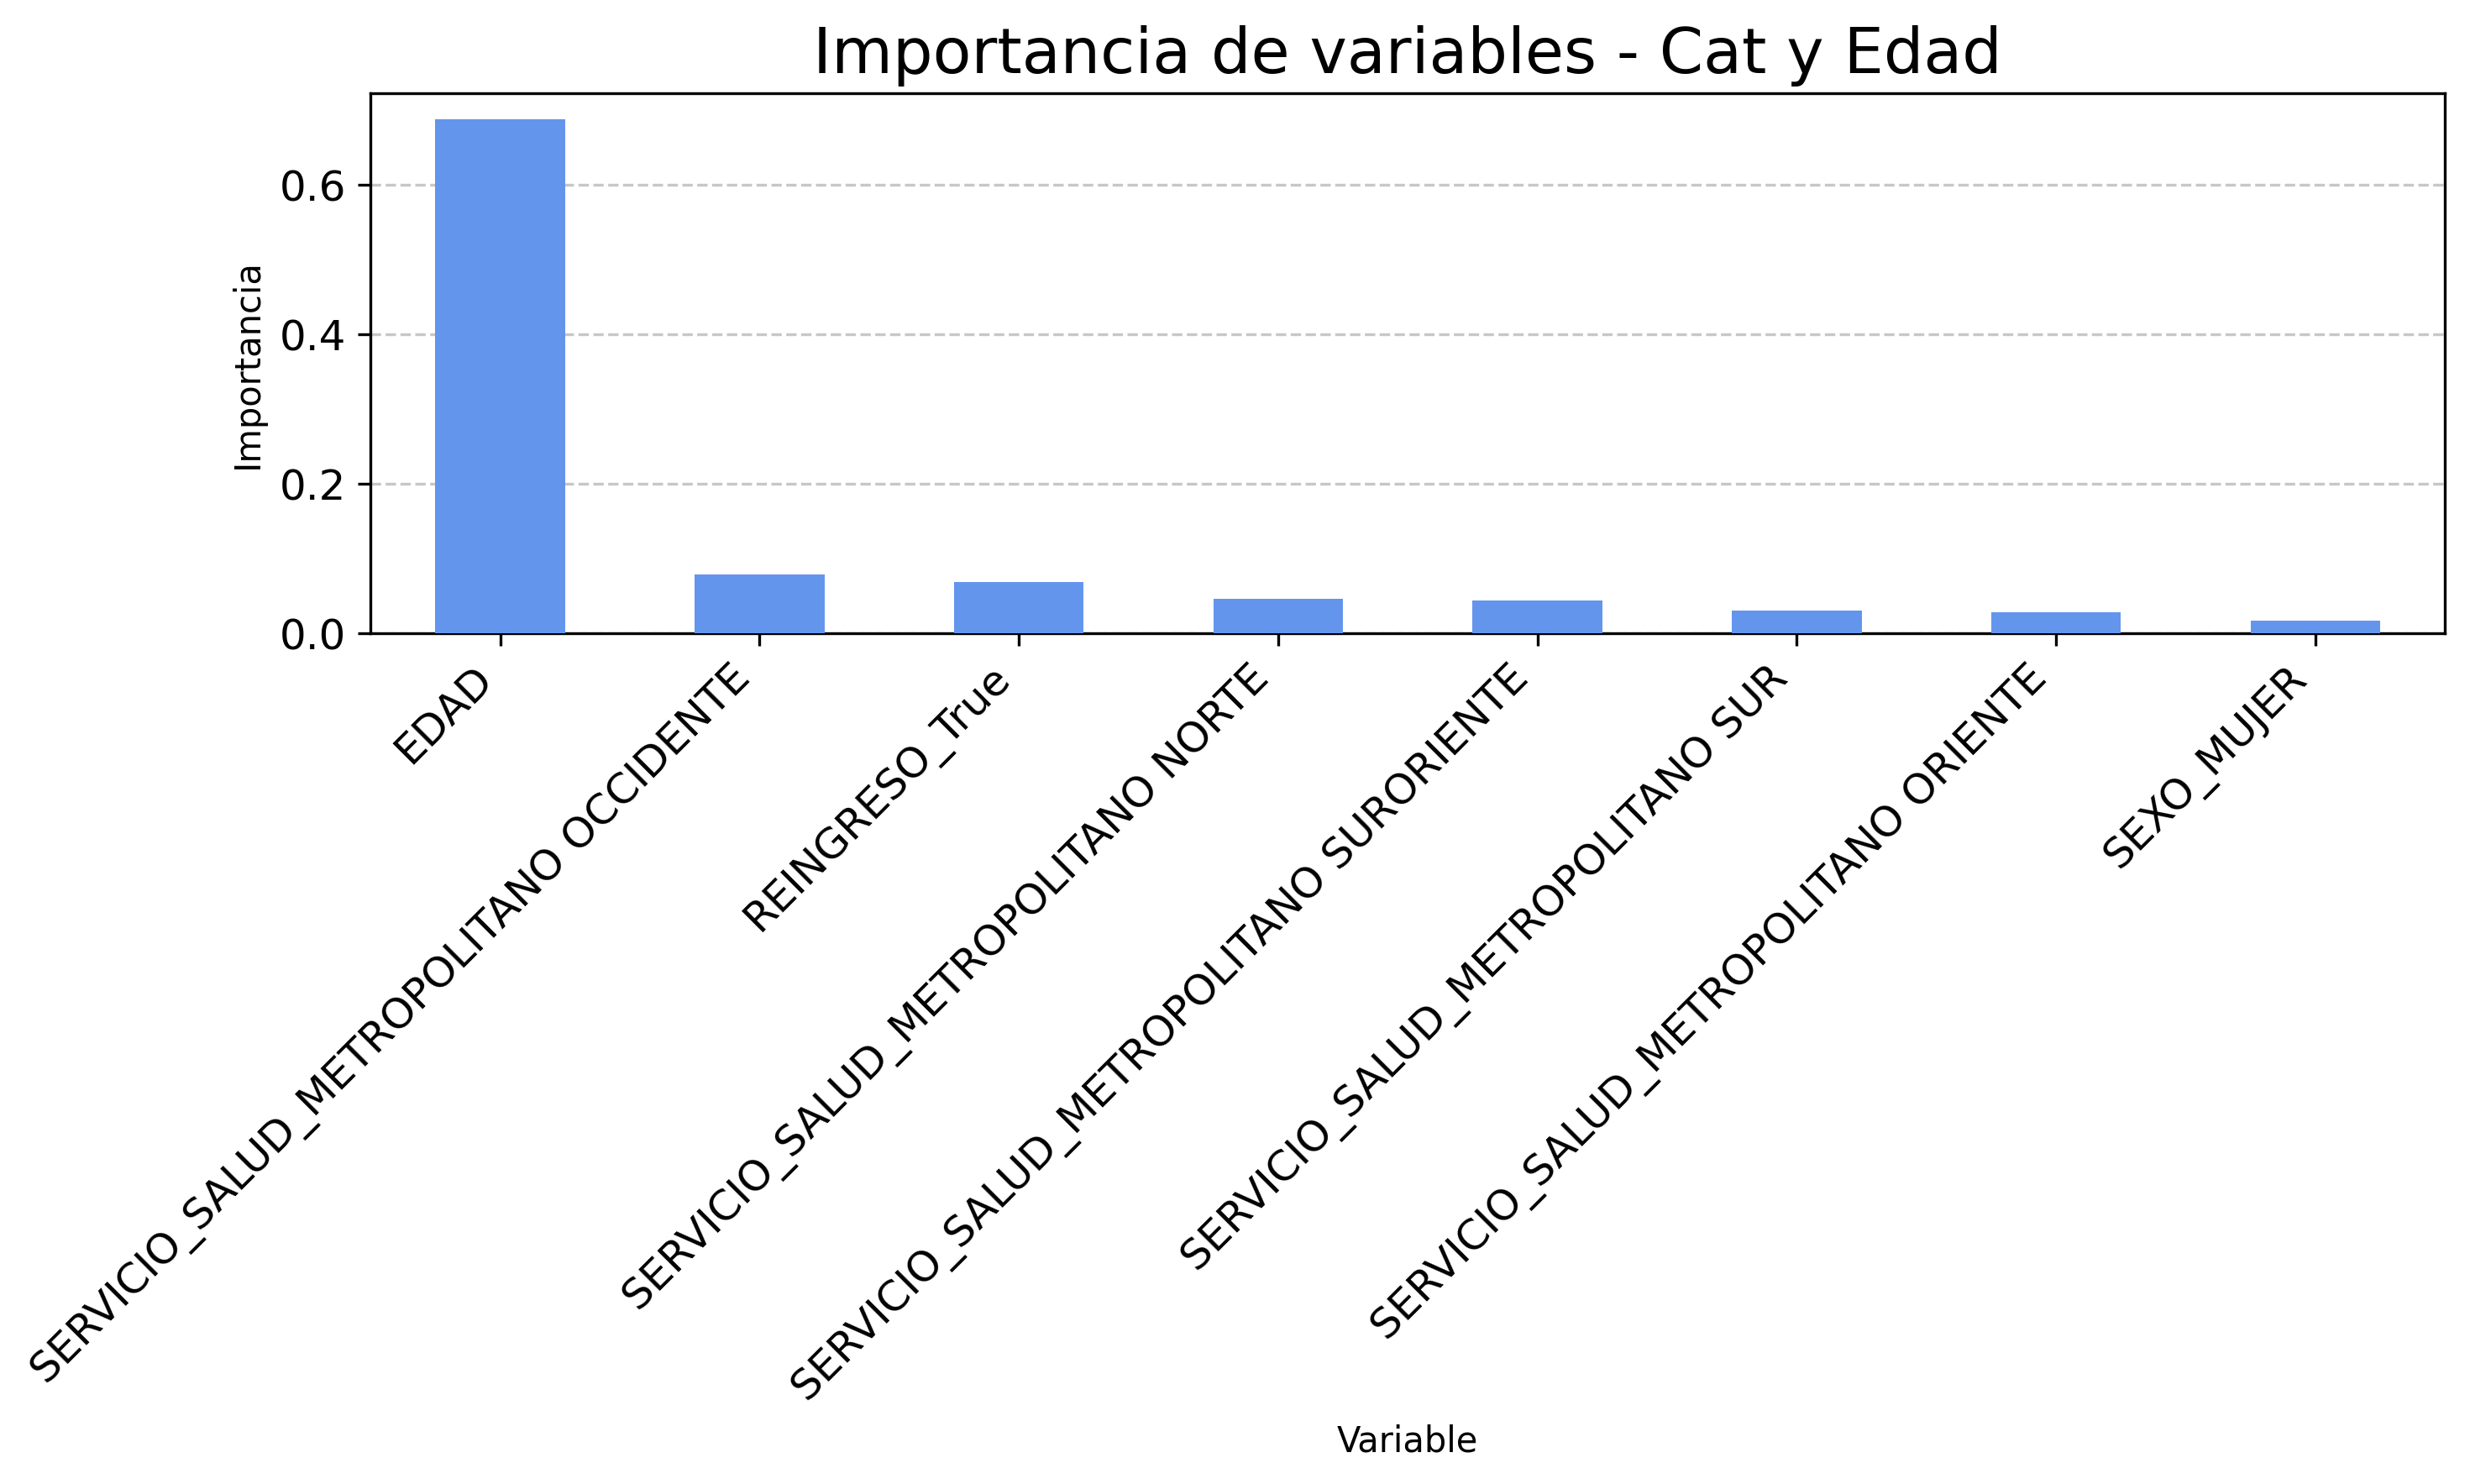 Importancia de variables - Cat y Edad
Importancia
0.6
0.4
0.2
0.0
EDAD
SERVICIO_SALUD_METROPOLITANO OCCIDENTE
REINGRESO_True
SERVICIO_SALUD_METROPOLITANO NORTE
SERVICIO_SALUD_METROPOLITANO SURORIENTE
SERVICIO_SALUD_METROPOLITANO SUR
SERVICIO_SALUD_METROPOLITANO ORIENTE
SEXO_MUJER
Variable